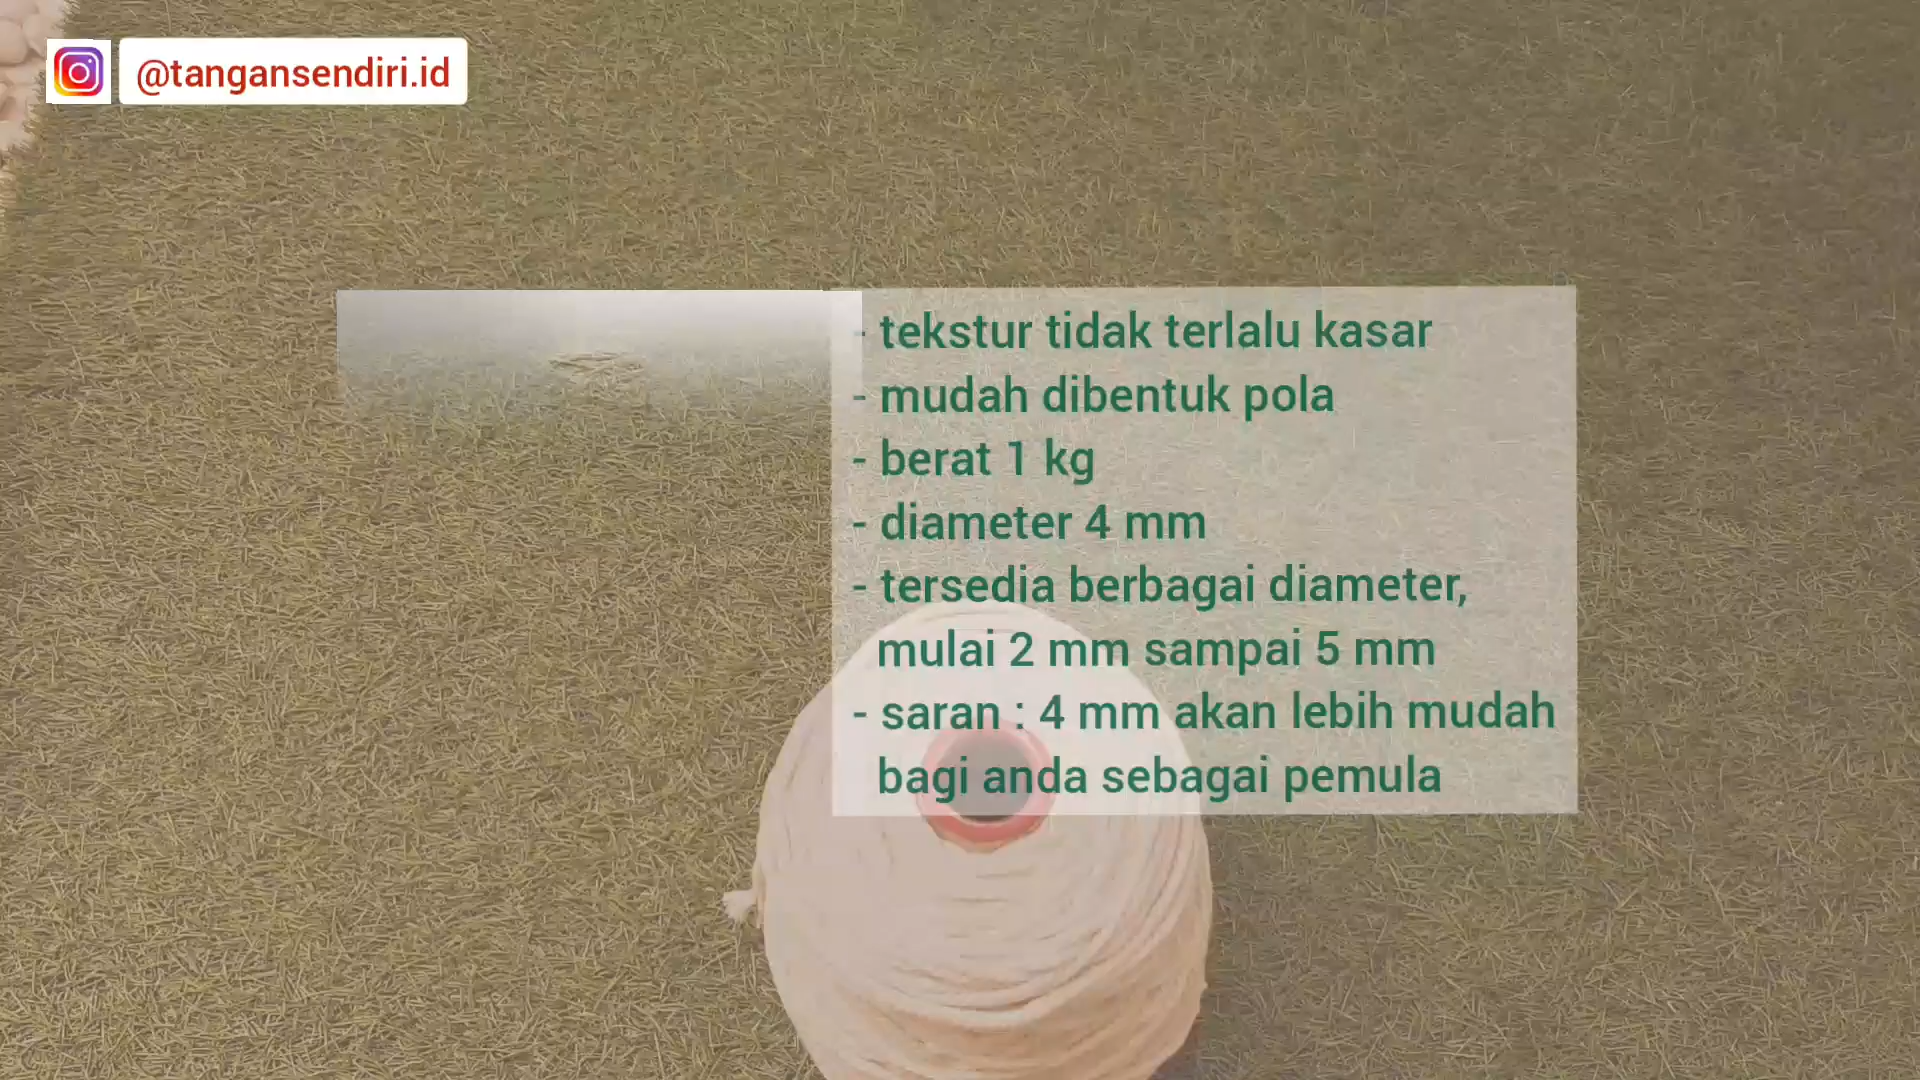 @tangansendiri.id
- tekstur tidak terlalu kasar
- mudah dibentuk pola
- berat 1 kg
- diameter 4 mm
- tersedia berbagai diameter,
mulai 2 mm sampai 5 mm
- saran : 4 mm akan lebih mudah
bagi anda sebagai pemula